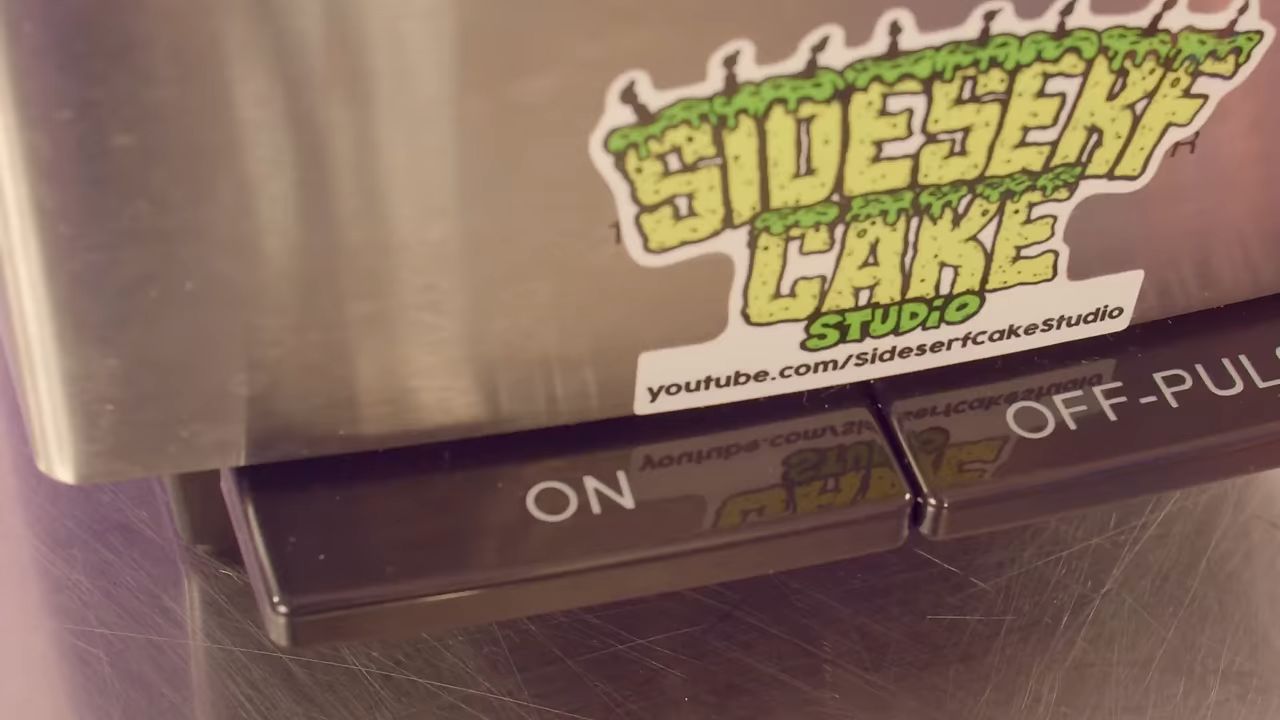 SIDESERF
CAKE
STUDiO
youtube.com/SideserfCakeStudio
ON
OFF-PUL